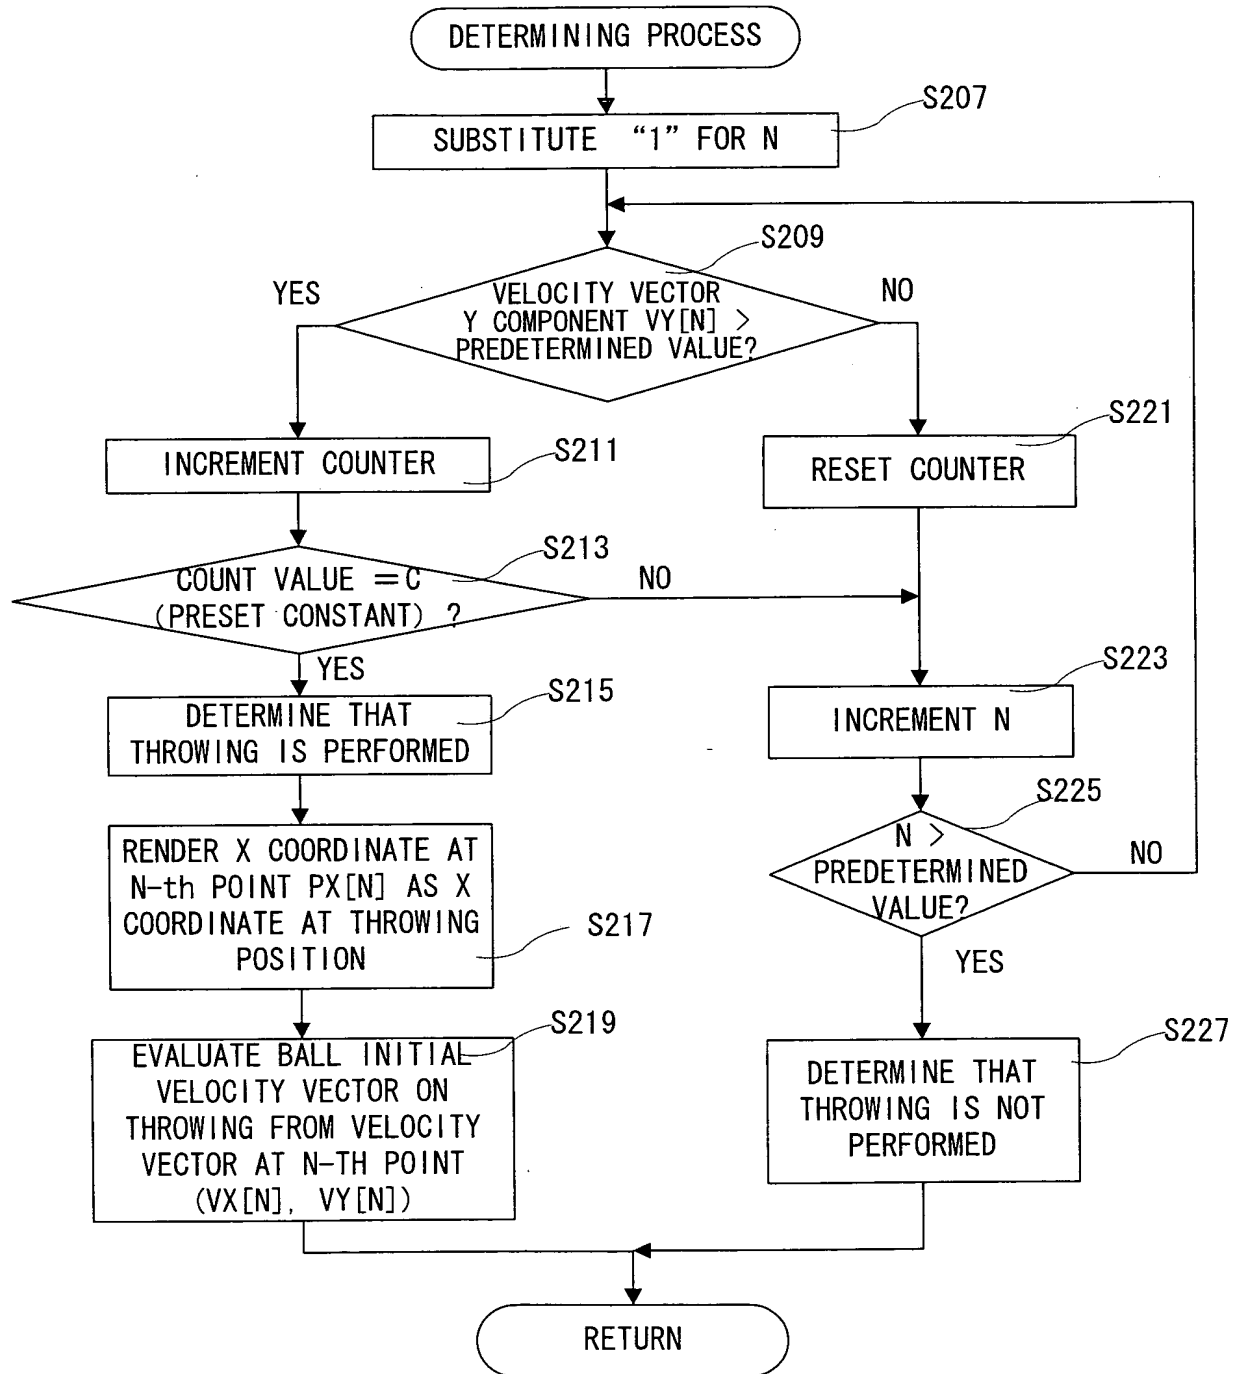 DETERMINING PROCESS
S207
SUBSTITUTE “1” FOR N
S209
YES
VELOCITY VECTOR
Y COMPONENT VY[N] >
PREDETERMINED VALUE?
NO
S211
INCREMENT COUNTER
S221
RESET COUNTER
S213
COUNT VALUE =C
(PRESET CONSTANT) ?
NO
YES
S215
DETERMINE THAT
THROWING IS PERFORMED
S223
INCREMENT N
S225
N >
PREDETERMINED
VALUE?
NO
YES
RENDER X COORDINATE AT
N-th POINT PX[N] AS X
COORDINATE AT THROWING
POSITION
S217
S219
EVALUATE BALL INITIAL
VELOCITY VECTOR ON
THROWING FROM VELOCITY
VECTOR AT N-TH POINT
(VX[N], VY[N])
S227
DETERMINE THAT
THROWING IS NOT
PERFORMED
RETURN